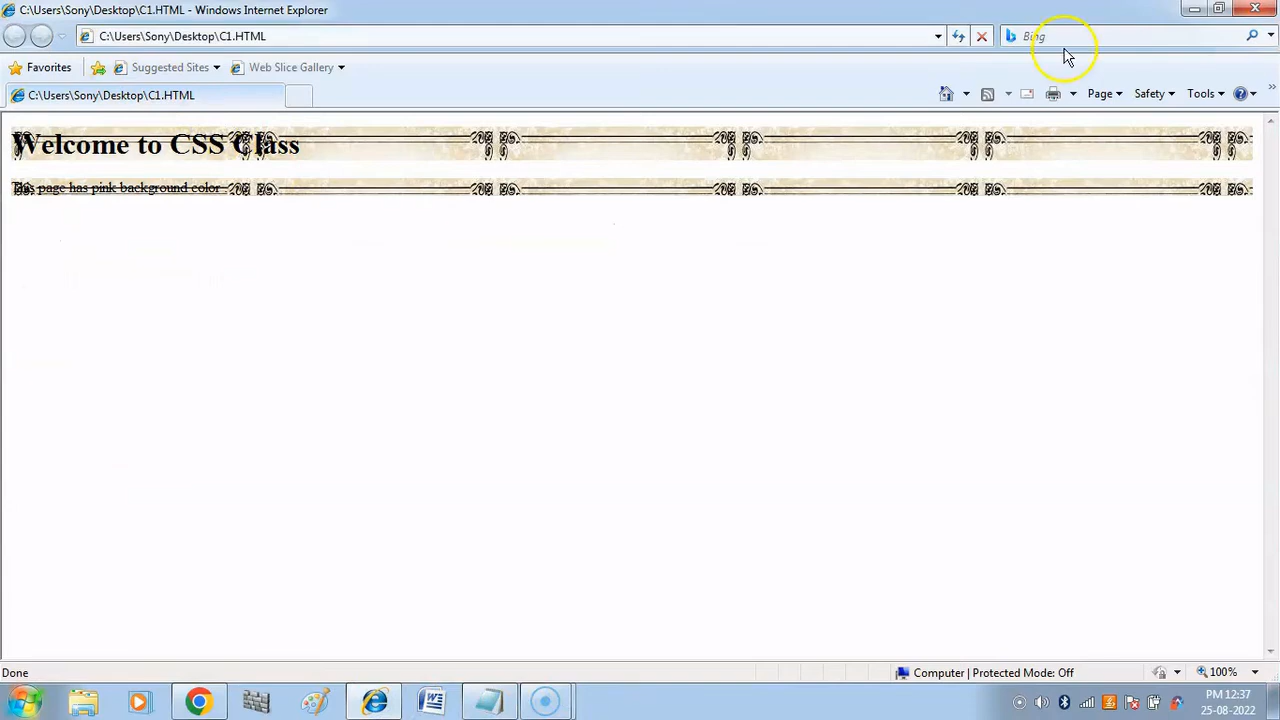 C:\Users\Sony\Desktop\C1.HTML - Windows Internet Explorer
C:\Users\Sony\Desktop\C1.HTML
Bing
Favorites
Suggested Sites
Web Slice Gallery
C:\Users\Sony\Desktop\C1.HTML
Page
Safety
Tools
Welcome to CSS Class
This page has pink background color
Done
Computer | Protected Mode: Off
100%
PM 12:37
25-08-2022